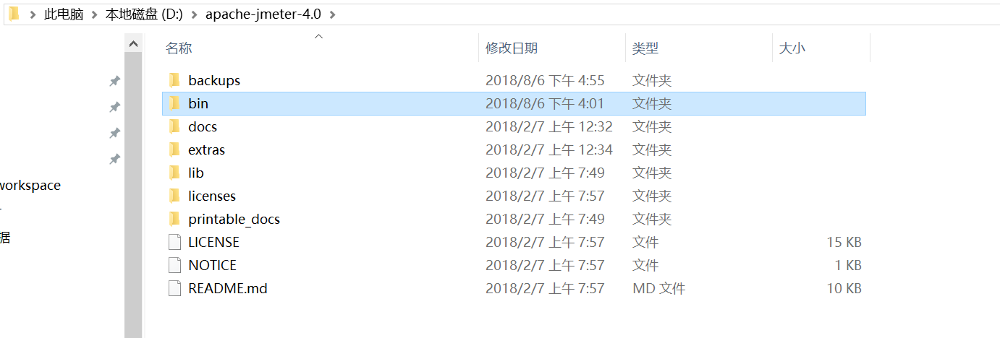 此电脑 > 本地磁盘 (D:) > apache-jmeter-4.0 >
名称 修改日期 类型 大小
backups 2018/8/6 下午 4:55 文件夹
bin 2018/8/6 下午 4:01 文件夹
docs 2018/2/7 上午 12:32 文件夹
extras 2018/2/7 上午 12:34 文件夹
lib 2018/2/7 上午 7:49 文件夹
workspace
licenses 2018/2/7 上午 7:57 文件夹
printable_docs 2018/2/7 上午 7:49 文件夹
据
LICENSE 2018/2/7 上午 7:57 文件 15 KB
NOTICE 2018/2/7 上午 7:57 文件 1 KB
README.md 2018/2/7 上午 7:57 MD 文件 10 KB